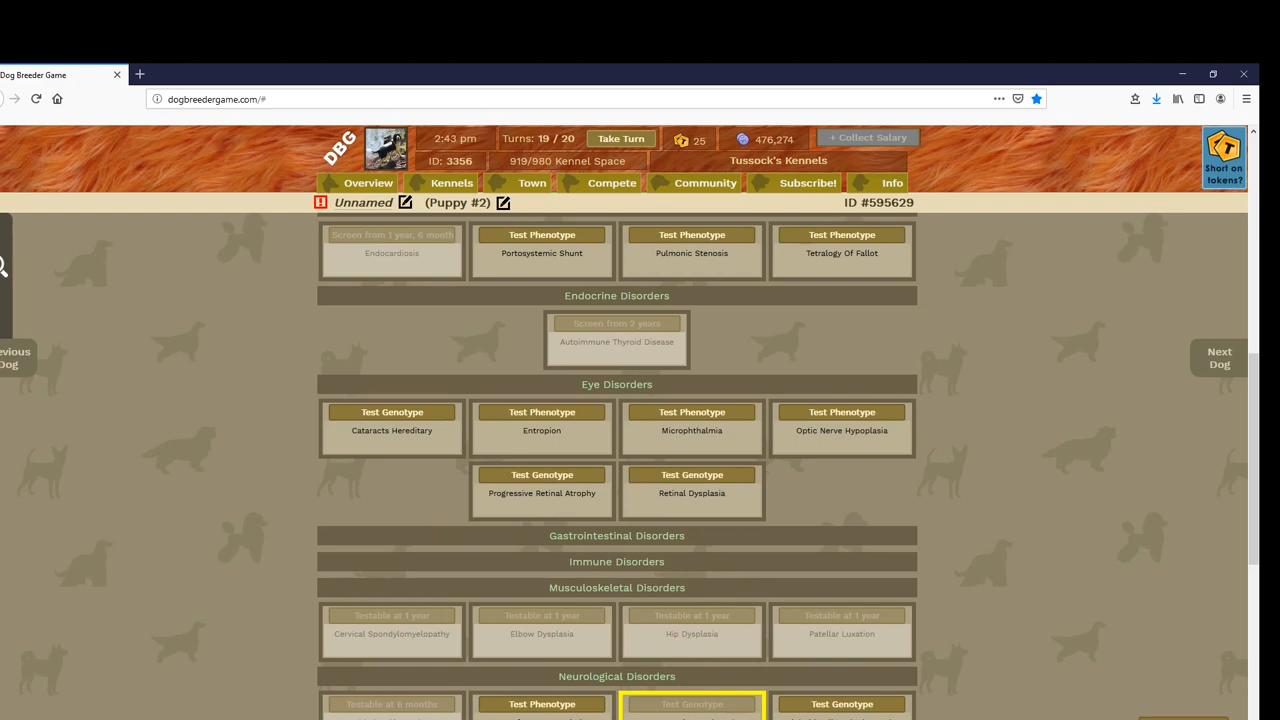 Dog Breeder Game
dogbreedergame.com/#
DBG
2:43 pm
Turns: 19 / 20
Take Turn
25
476,274
+ Collect Salary
ID: 3356
919/980 Kennel Space
Tussock's Kennels
Short on
tokens?
Overview Kennels Town Compete Community Subscribe! Info
Unnamed (Puppy #2) ID #595629
Screen from 1 year, 6 month Test Phenotype Test Phenotype Test Phenotype
Endocardiosis Portosystemic Shunt Pulmonic Stenosis Tetralogy Of Fallot
Endocrine Disorders
Screen from 2 years
Autoimmune Thyroid Disease
evious
Dog
Next
Dog
Eye Disorders
Test Genotype Test Phenotype Test Phenotype Test Phenotype
Cataracts Hereditary Entropion Microphthalmia Optic Nerve Hypoplasia
Test Genotype Test Genotype
Progressive Retinal Atrophy Retinal Dysplasia
Gastrointestinal Disorders
Immune Disorders
Musculoskeletal Disorders
Testable at 1 year Testable at 1 year Testable at 1 year Testable at 1 year
Cervical Spondylomyelopathy Elbow Dysplasia Hip Dysplasia Patellar Luxation
Neurological Disorders
Testable at 6 months Test Phenotype Test Genotype Test Genotype